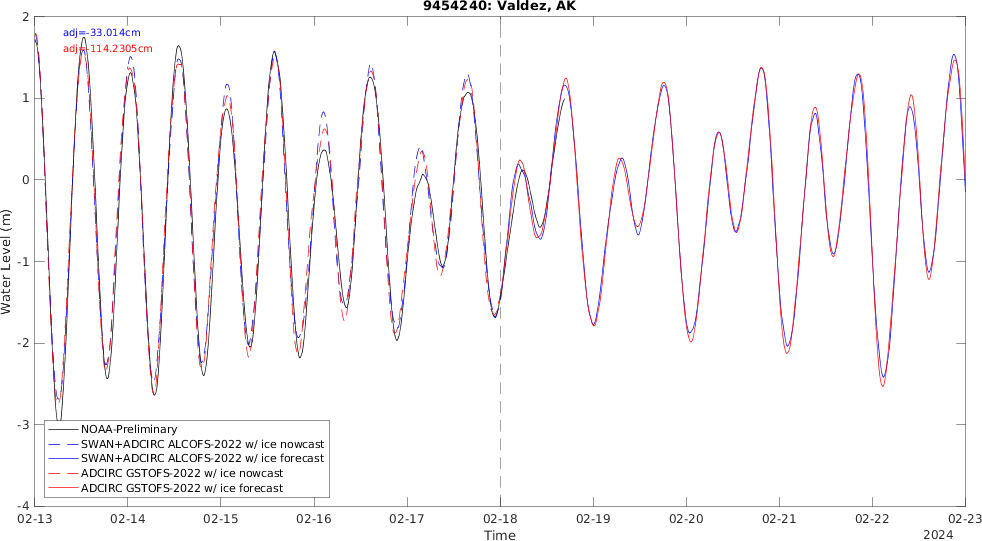 9454240: Valdez, AK
adj=-33.014cm
adj=-114.2305cm
Water Level (m)
2
1
0
-1
-2
-3
-4
NOAA-Preliminary
SWAN+ADCIRC ALCOFS-2022 w/ ice nowcast
SWAN+ADCIRC ALCOFS-2022 w/ ice forecast
ADCIRC GSTOFS-2022 w/ ice nowcast
ADCIRC GSTOFS-2022 w/ ice forecast
02-13 02-14 02-15 02-16 02-17 02-18 02-19 02-20 02-21 02-22 02-23
Time
2024